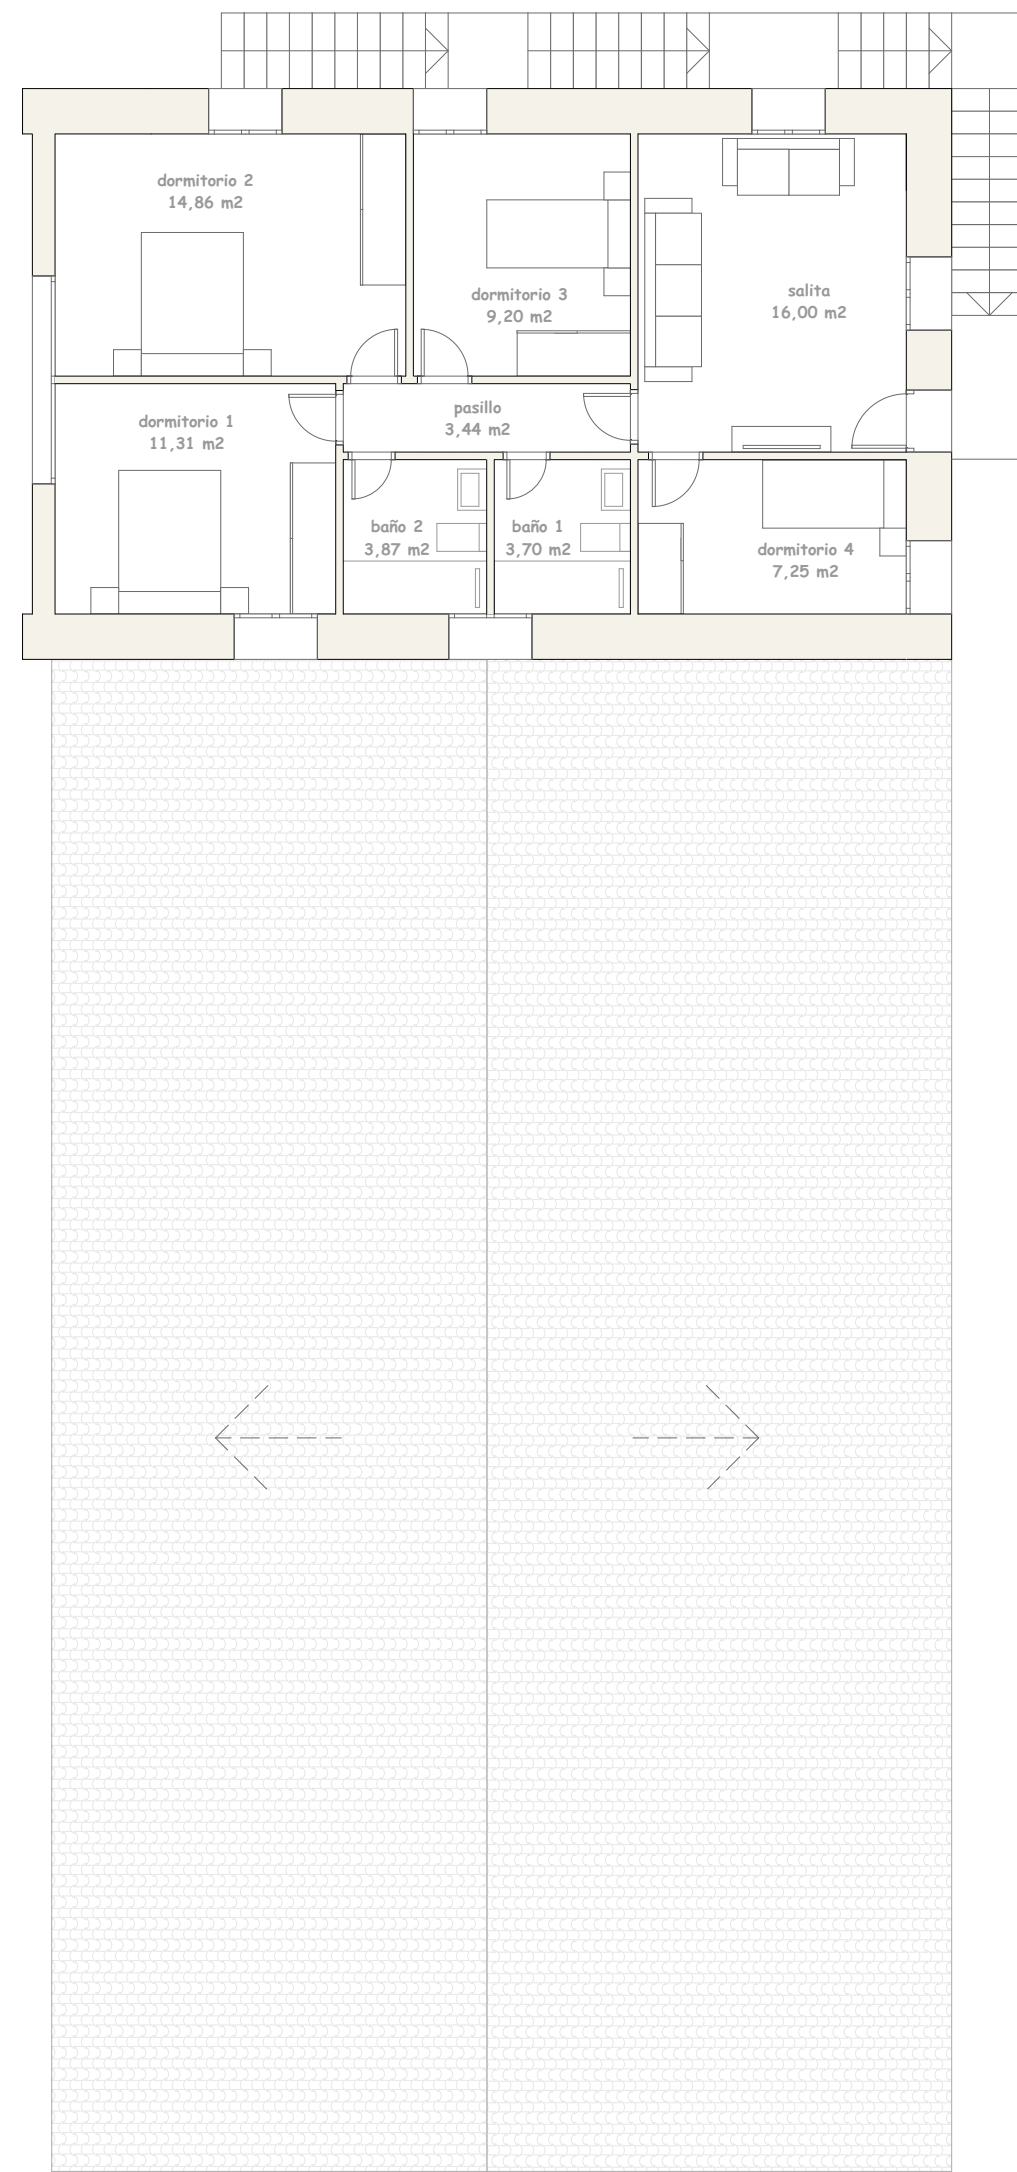 dormitorio 2
14,86 m2
dormitorio 3
9,20 m2
salita
16,00 m2
dormitorio 1
11,31 m2
pasillo
3,44 m2
baño 2
3,87 m2
baño 1
3,70 m2
dormitorio 4
7,25 m2